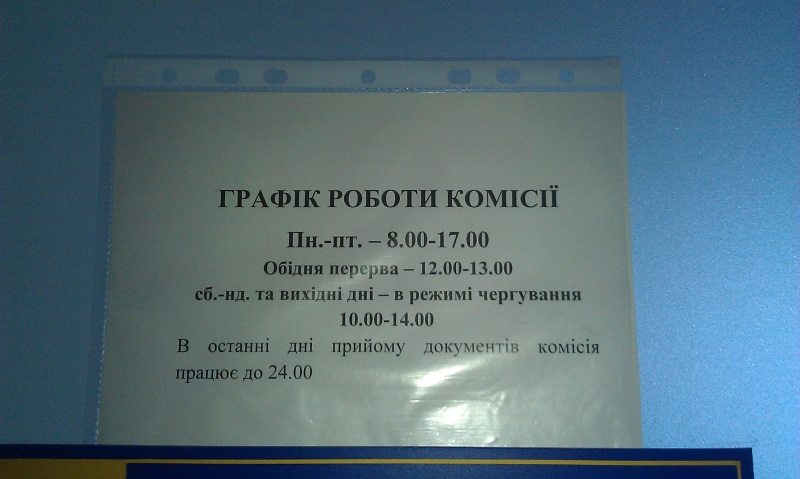 ГРАФІК РОБОТИ КОМІСІЇ
Пн.-пт. – 8.00-17.00
Обідня перерва – 12.00-13.00
сб.-нд. та вихідні дні – в режимі чергування
10.00-14.00
В останні дні прийому документів комісія
працює до 24.00